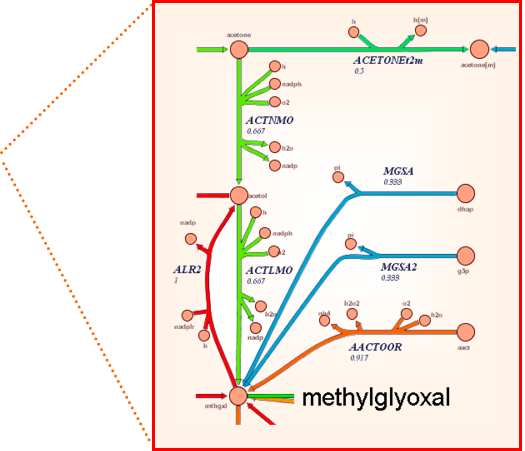 acetone
h
h[m]
ACETONEt2m
0.5
acetone[m]
h
nadph
o2
ACTNMO
0.667
h2o
nadp
pi
MGSA
0.333
dhap
acetol
h
nadp
nadph
pi
o2
ALR2
1
ACTLMO
0.667
MGSA2
0.333
g3p
h2o
nadp
nadph
h
nh4
h2o2
o2
h2o
AACTOOR
0.917
aact
mthgxl
methylglyoxal